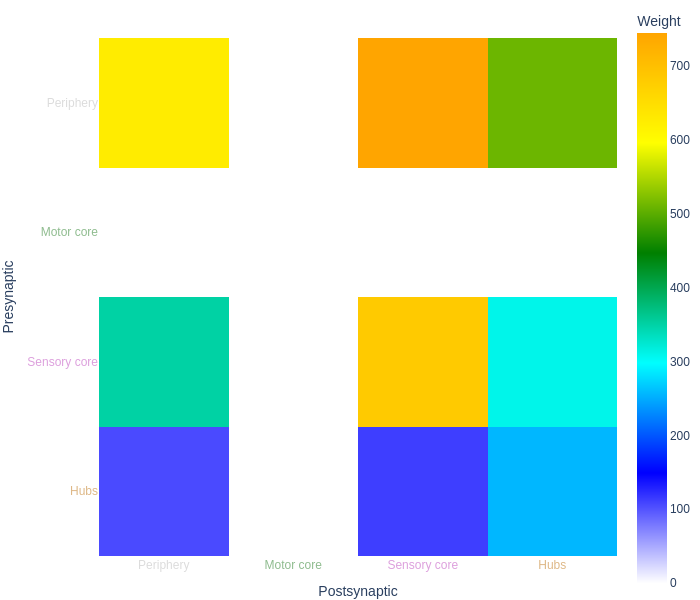 Weight
700
600
500
400
300
200
100
0
Periphery
Motor core
Sensory core
Hubs
Presynaptic
Periphery Motor core Sensory core Hubs
Postsynaptic